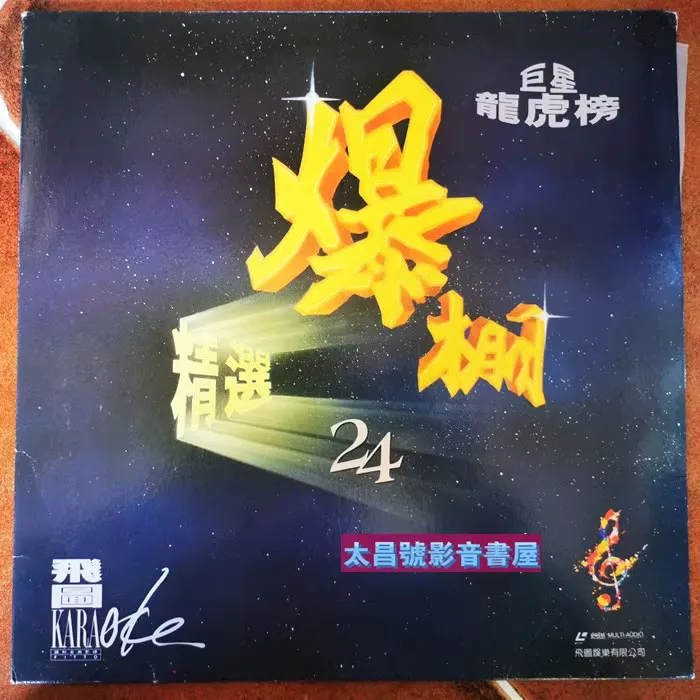 巨星
龍虎榜
爆棚
精選
24
太昌號影音書屋
飛圖
KARAoke
MULTI-AUDIO
飛圖娛樂有限公司